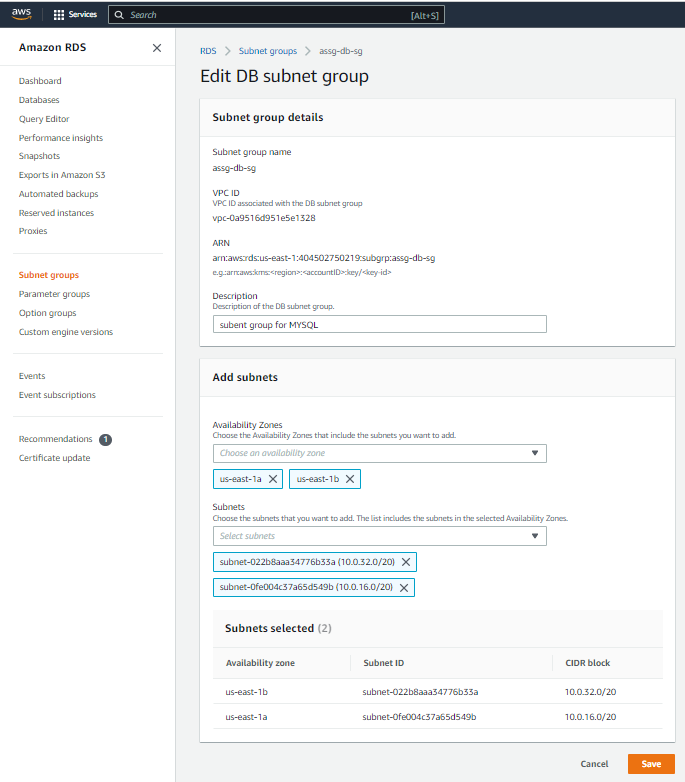 aws
Services
Search
[Alt+S]
Amazon RDS
Dashboard
Databases
Query Editor
Performance insights
Snapshots
Exports in Amazon S3
Automated backups
Reserved instances
Proxies
Subnet groups
Parameter groups
Option groups
Custom engine versions
Events
Event subscriptions
Recommendations 1
Certificate update
RDS > Subnet groups > assg-db-sg
Edit DB subnet group
Subnet group details
Subnet group name
assg-db-sg
VPC ID
VPC ID associated with the DB subnet group
vpc-0a9516d951e5e1328
ARN
arn:aws:rds:us-east-1:404502750219:subgrp:assg-db-sg
e.g.:arn:aws:kms:<region>:<accountID>:key/<key-id>
Description
Description of the DB subnet group.
subent group for MYSQL
Add subnets
Availability Zones
Choose the Availability Zones that include the subnets you want to add.
Choose an availability zone
us-east-1a
us-east-1b
Subnets
Choose the subnets that you want to add. The list includes the subnets in the selected Availability Zones.
Select subnets
subnet-022b8aaa34776b33a (10.0.32.0/20)
subnet-0fe004c37a65d549b (10.0.16.0/20)
Subnets selected (2)
Availability zone Subnet ID CIDR block
us-east-1b subnet-022b8aaa34776b33a 10.0.32.0/20
us-east-1a subnet-0fe004c37a65d549b 10.0.16.0/20
Cancel
Save